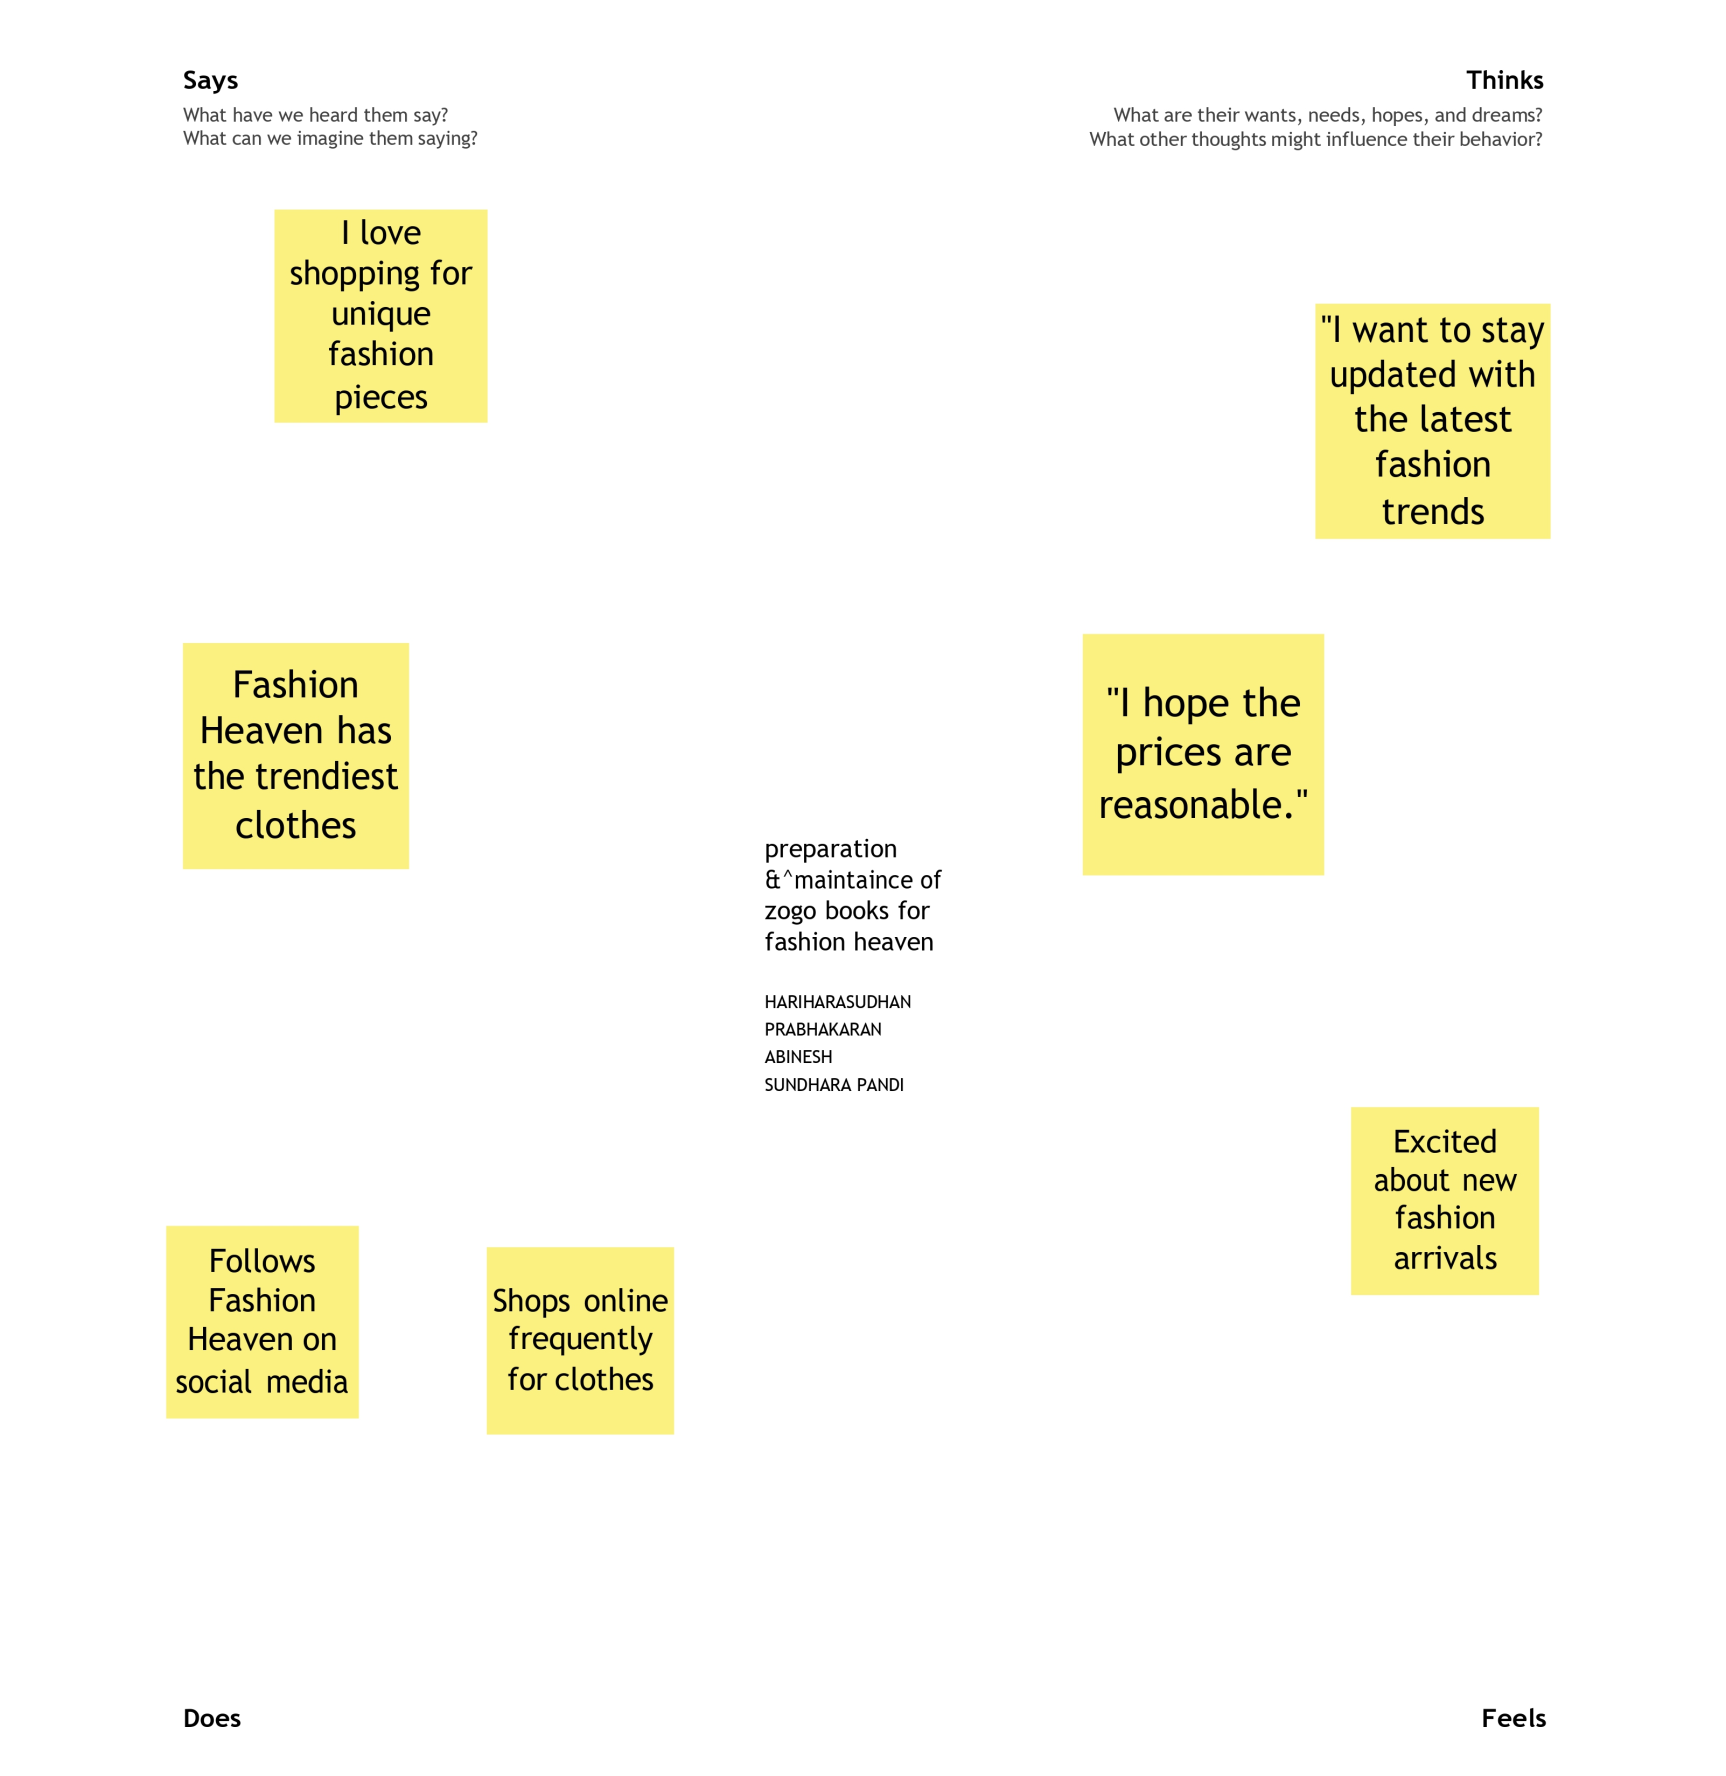 Says
What have we heard them say?
What can we imagine them saying?
Thinks
What are their wants, needs, hopes, and dreams?
What other thoughts might influence their behavior?
I love
shopping for
unique
fashion
pieces
"I want to stay
updated with
the latest
fashion
trends
Fashion
Heaven has
the trendiest
clothes
"I hope the
prices are
reasonable."
preparation
&^maintaince of
zogo books for
fashion heaven
HARIHARASUDHAN
PRABHAKARAN
ABINESH
SUNDHARA PANDI
Excited
about new
fashion
arrivals
Follows
Fashion
Heaven on
social media
Shops online
frequently
for clothes
Does
Feels